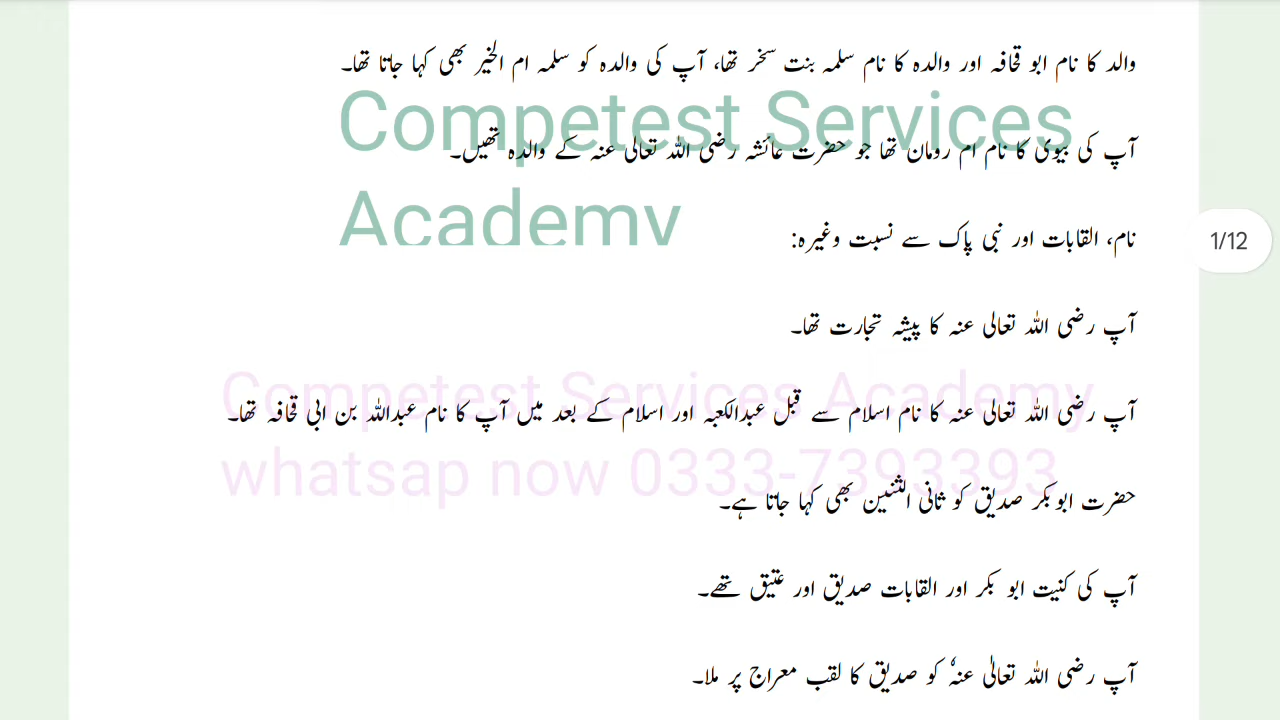 والد کا نام ابو قحافہ اور والدہ کا نام سلمہ بنت سخر تھا، آپ کی والدہ کو سلمہ ام الخیر بھی کہا جاتا تھا۔
Competest Services
آپ کی بیوی کا نام ام رومان تھا جو حضرت عائشہ رضی اللہ تعالی عنہ کے والدہ تھیں۔
Academy
نام، القابات اور نبی پاک سے نسبت وغیرہ:
1/12
آپ رضی اللہ تعالی عنہ کا پیشہ تجارت تھا۔
Competest Services Academy
آپ رضی اللہ تعالی عنہ کا نام اسلام سے قبل عبدالکعبہ اور اسلام کے بعد میں آپ کا نام عبداللہ بن ابی قحافہ تھا۔
whatsap now 0333-7393393
حضرت ابوبکر صدیق کو ثانی الثنین بھی کہا جاتا ہے۔
آپ کی کنیت ابو بکر اور القابات صدیق اور عتیق تھے۔
آپ رضی اللہ تعالٰی عنہٗ کو صدیق کا لقب معراج پر ملا۔